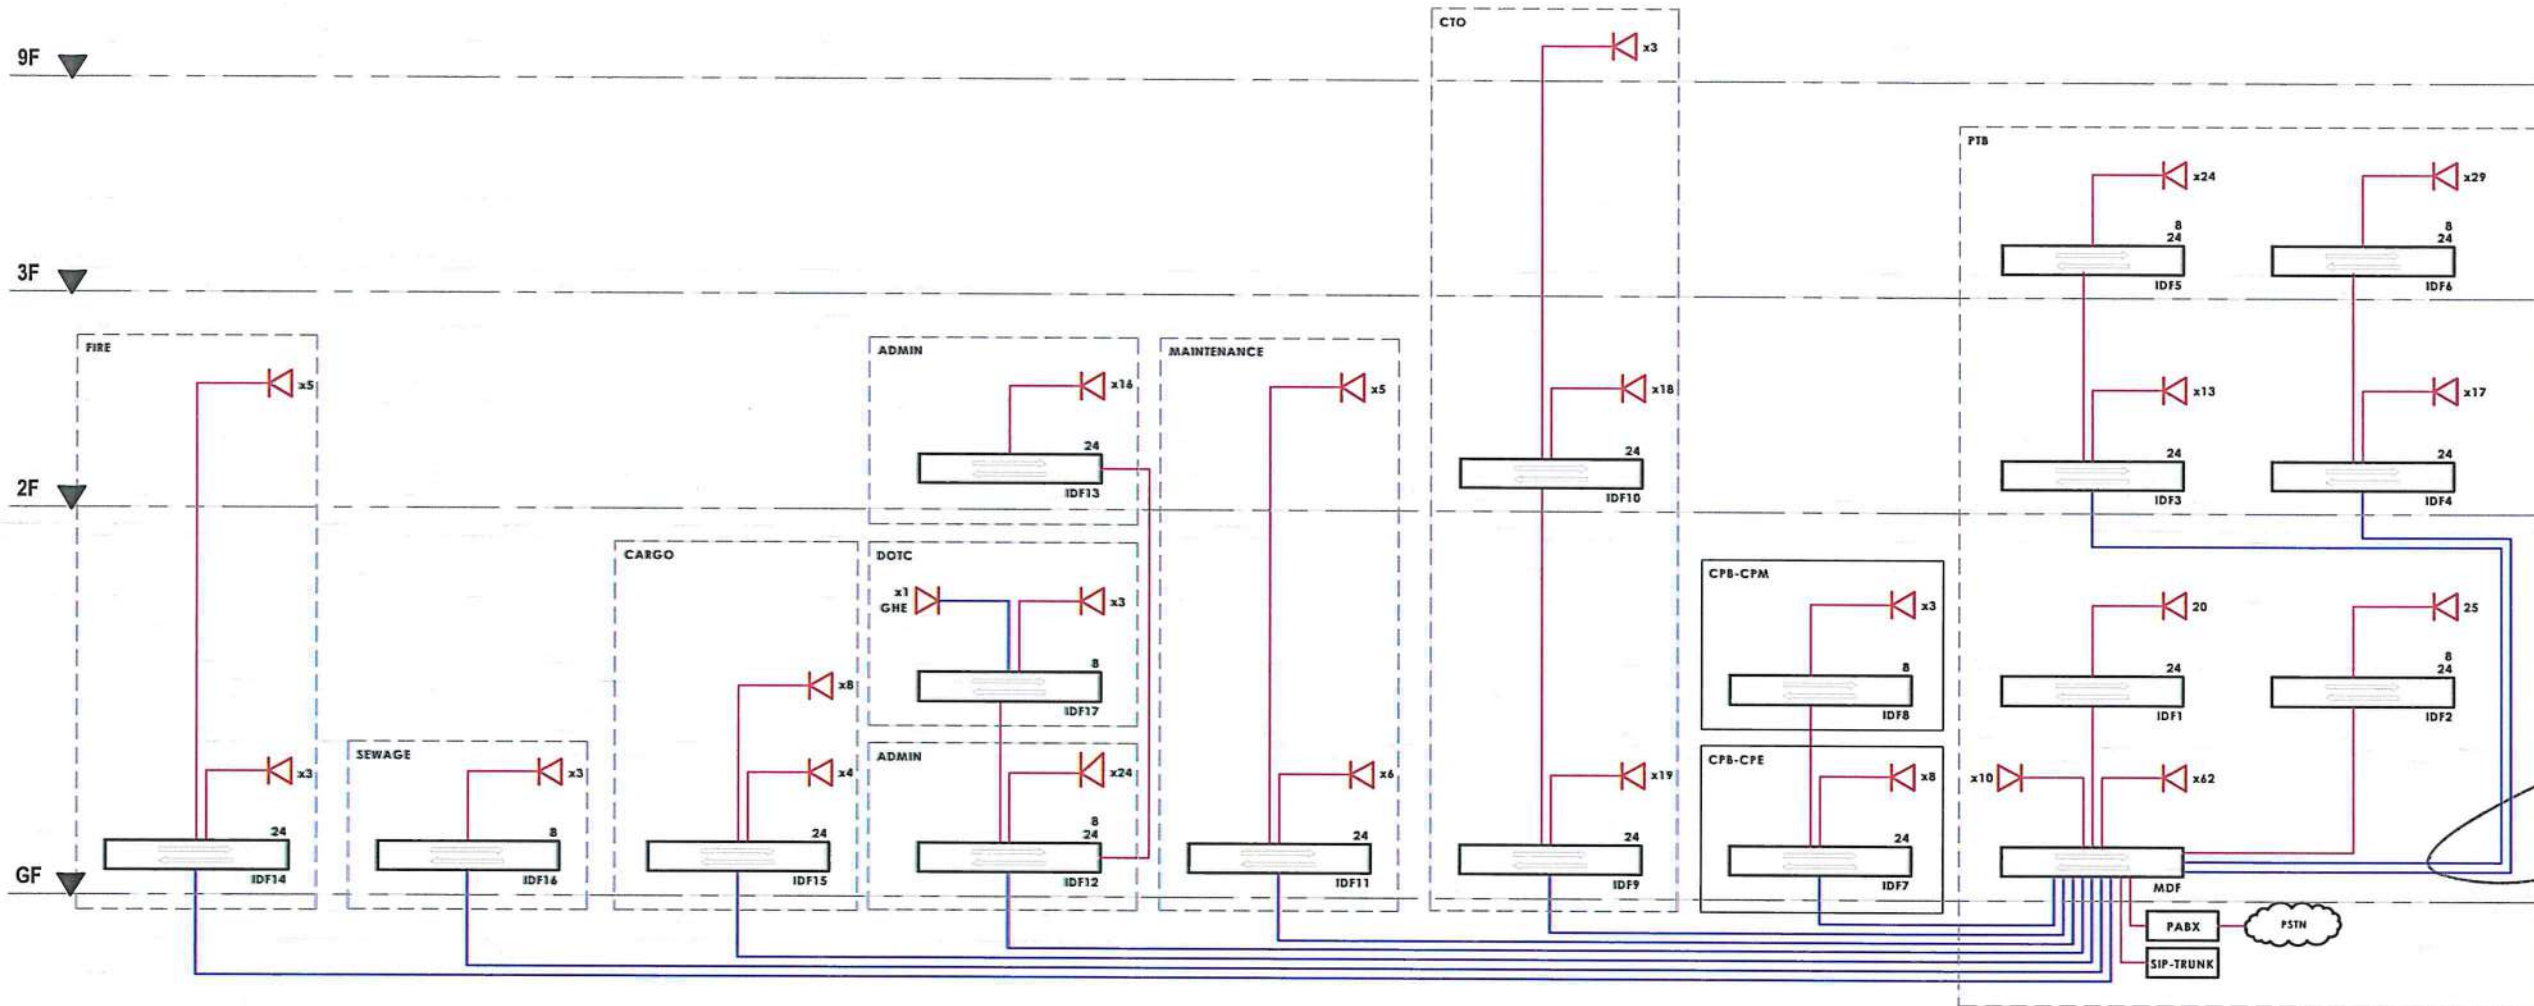 CTO
9F
x3
PTB
x24
x29
8
24
8
24
3F
IDF5
IDF6
FIRE
ADMIN
MAINTENANCE
x5
x16
x5
x18
x13
x17
24
24
24
24
2F
IDF13
IDF10
IDF3
IDF4
CARGO
DOTC
CPB-CPM
x1
GHE
x3
x3
20
25
8
8
24
8
24
x8
IDF17
IDF8
IDF1
IDF2
SEWAGE
ADMIN
CPB-CPE
x3
x3
x4
x24
x6
x19
x8
x10
x62
24
8
24
8
24
24
24
24
GF
IDF14
IDF16
IDF15
IDF12
IDF11
IDF9
IDF7
MDF
PABX
PSTN
SIP-TRUNK